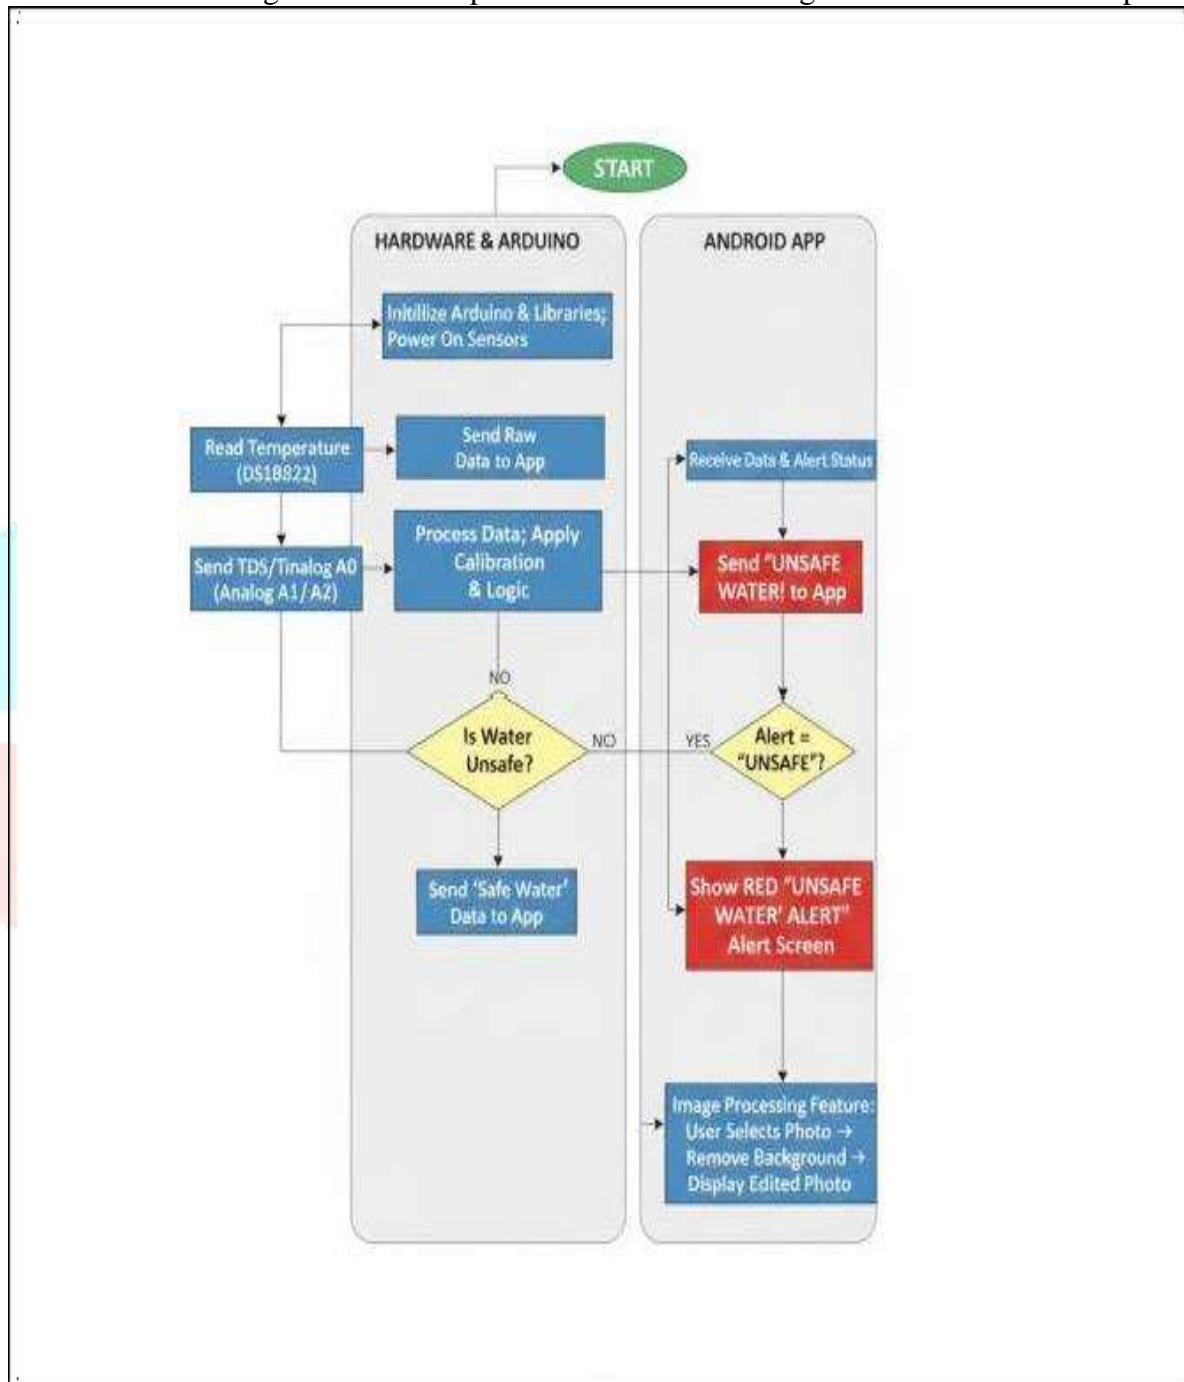 START
HARDWARE & ARDUINO
ANDROID APP
Initillize Arduino & Libraries;
Power On Sensors
Read Temperature
(DS18822)
Send Raw
Data to App
Receive Data & Alert Status
Send TDS/Tinalog A0
(Analog A1/A2)
Process Data; Apply
Calibration
& Logic
Send "UNSAFE
WATER! to App
NO
Is Water
Unsafe?
NO
YES
Alert =
"UNSAFE"?
Send 'Safe Water'
Data to App
Show RED "UNSAFE
WATER' ALERT"
Alert Screen
Image Processing Feature:
User Selects Photo →
Remove Background →
Display Edited Photo